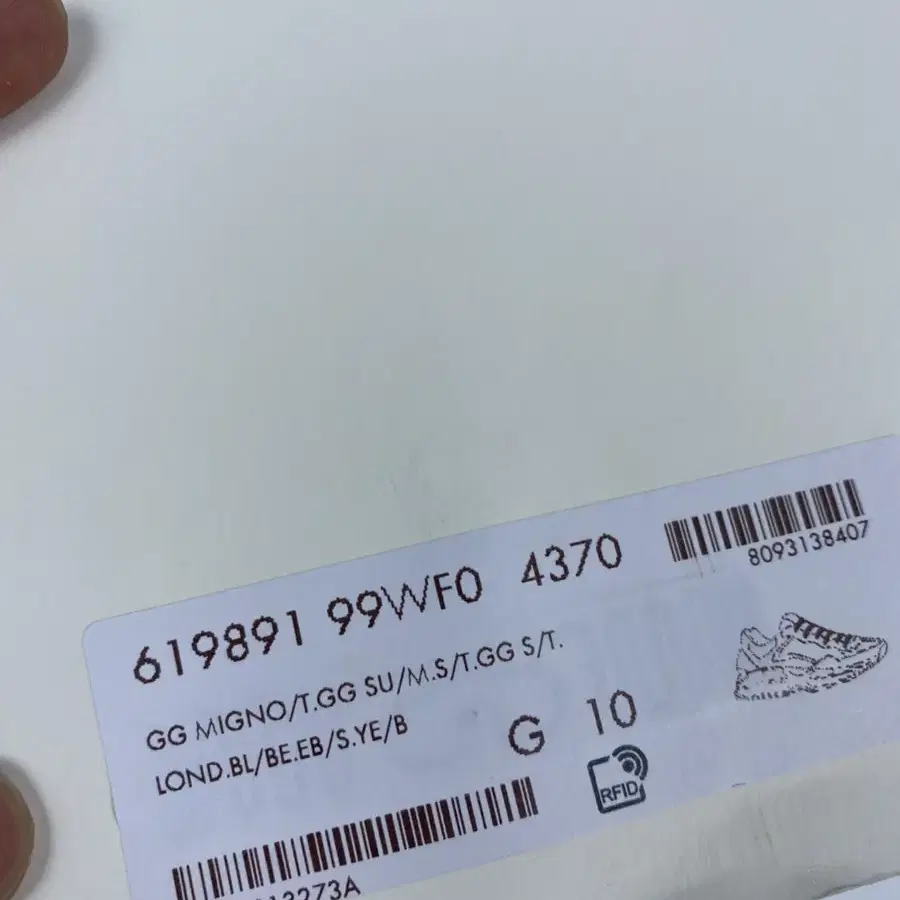 619891 99WF0 4370
8093138407
GG MIGNO/T.GG SU/M.S/T.GG S/T.
LOND.BL/BE.EB/S.YE/B
G 10
RFID